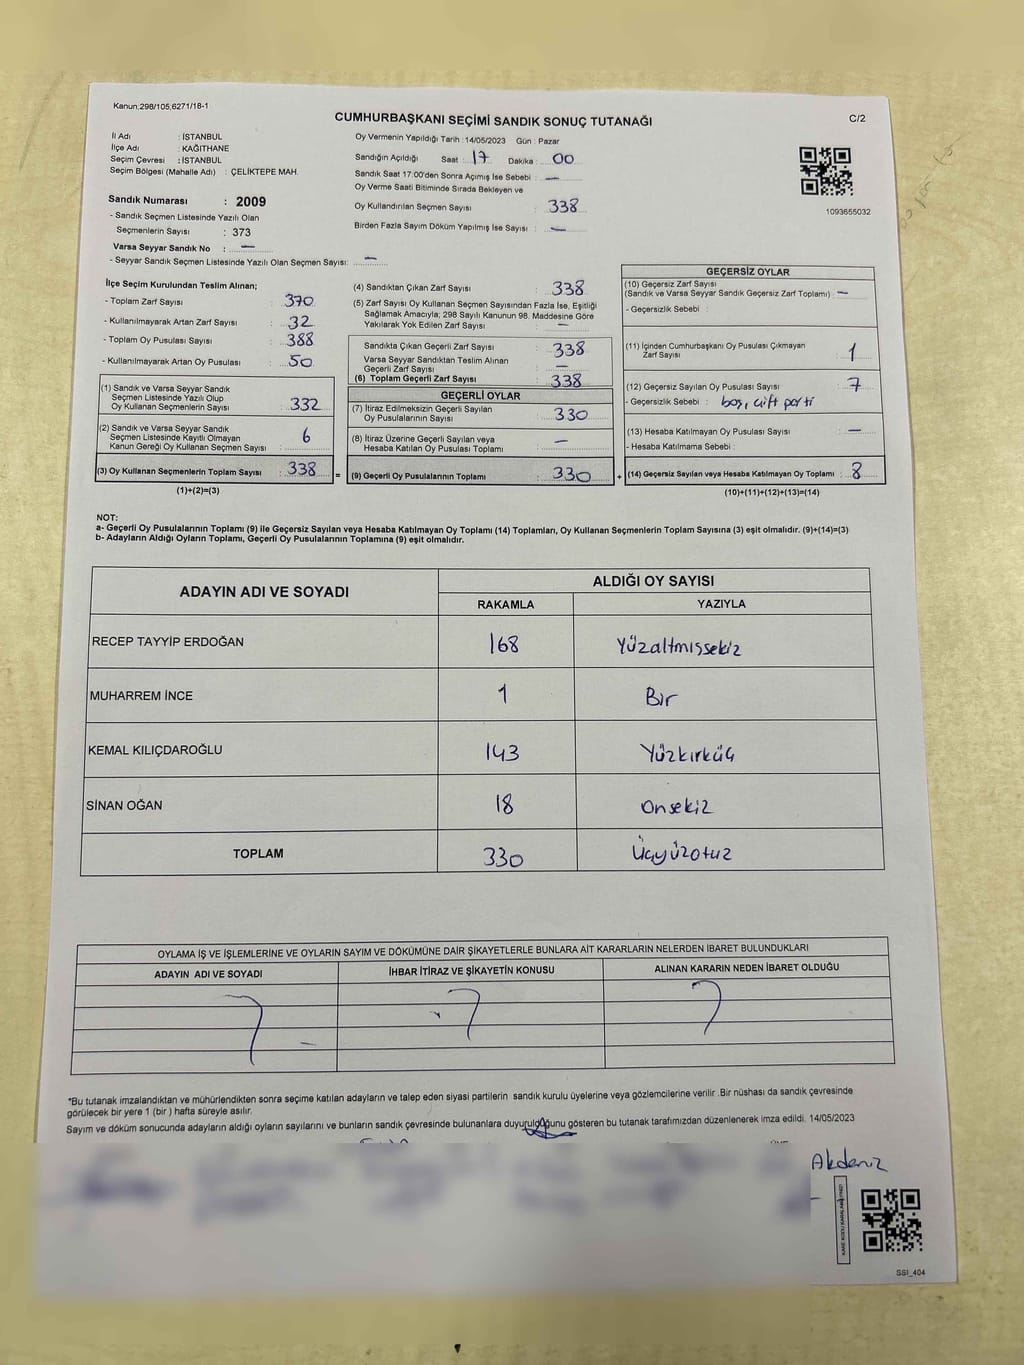 Kanun:298/105;6271/18-1
CUMHURBAŞKANI SEÇİMİ SANDIK SONUÇ TUTANAĞI
C/2
İl Adı : İSTANBUL
İlçe Adı : KAĞITHANE
Seçim Çevresi : İSTANBUL
Seçim Bölgesi (Mahalle Adı) : ÇELİKTEPE MAH.
Sandık Numarası : 2009
- Sandık Seçmen Listesinde Yazılı Olan
Seçmenlerin Sayısı : 373
Varsa Seyyar Sandık No : —
- Seyyar Sandık Seçmen Listesinde Yazılı Olan Seçmen Sayısı: —
Oy Vermenin Yapıldığı Tarih : 14/05/2023 Gün : Pazar
Sandığın Açıldığı Saat : 17 Dakika : 00
Sandık Saat 17:00'den Sonra Açımış İse Sebebi : —
Oy Verme Saati Bitiminde Sırada Bekleyen ve
Oy Kullandırılan Seçmen Sayısı : 338
Birden Fazla Sayım Döküm Yapılmış İse Sayısı : —
1093655032
İlçe Seçim Kurulundan Teslim Alınan;
- Toplam Zarf Sayısı : 370
- Kullanılmayarak Artan Zarf Sayısı : 32
- Toplam Oy Pusulası Sayısı : 388
- Kullanılmayarak Artan Oy Pusulası : 50
(1) Sandık ve Varsa Seyyar Sandık
Seçmen Listesinde Yazılı Olup
Oy Kullanan Seçmenlerin Sayısı : 332
(2) Sandık ve Varsa Seyyar Sandık
Seçmen Listesinde Kayıtlı Olmayan
Kanun Gereği Oy Kullanan Seçmen Sayısı : 6
(3) Oy Kullanan Seçmenlerin Toplam Sayısı : 338 =
(1)+(2)=(3)
(4) Sandıktan Çıkan Zarf Sayısı : 338
(5) Zarf Sayısı Oy Kullanan Seçmen Sayısından Fazla İse, Eşitliği
Sağlamak Amacıyla; 298 Sayılı Kanunun 98. Maddesine Göre
Yakılarak Yok Edilen Zarf Sayısı : —
Sandıkta Çıkan Geçerli Zarf Sayısı : 338
Varsa Seyyar Sandıktan Teslim Alınan
Geçerli Zarf Sayısı : —
(6) Toplam Geçerli Zarf Sayısı : 338
GEÇERLİ OYLAR
(7) İtiraz Edilmeksizin Geçerli Sayılan
Oy Pusulalarının Sayısı : 330
(8) İtiraz Üzerine Geçerli Sayılan veya
Hesaba Katılan Oy Pusulaları Toplamı : —
(9) Geçerli Oy Pusulalarının Toplamı : 330 +
GEÇERSİZ OYLAR
(10) Geçersiz Zarf Sayısı
(Sandık ve Varsa Seyyar Sandık Geçersiz Zarf Toplamı) : —
- Geçersizlik Sebebi :
(11) İçinden Cumhurbaşkanı Oy Pusulası Çıkmayan
Zarf Sayısı : 1
(12) Geçersiz Sayılan Oy Pusulası Sayısı : 7
- Geçersizlik Sebebi : boş, çift parti
(13) Hesaba Katılmayan Oy Pusulası Sayısı : —
- Hesaba Katılmama Sebebi :
(14) Geçersiz Sayılan veya Hesaba Katılmayan Oy Toplamı : 8
(10)+(11)+(12)+(13)=(14)
NOT:
a- Geçerli Oy Pusulalarının Toplamı (9) ile Geçersiz Sayılan veya Hesaba Katılmayan Oy Toplamı (14) Toplamları, Oy Kullanan Seçmenlerin Toplam Sayısına (3) eşit olmalıdır. (9)+(14)=(3)
b- Adayların Aldığı Oyların Toplamı, Geçerli Oy Pusulalarının Toplamına (9) eşit olmalıdır.
ADAYIN ADI VE SOYADI
ALDIĞI OY SAYISI
RAKAMLA YAZIYLA
RECEP TAYYİP ERDOĞAN 168 Yüzaltmışsekiz
MUHARREM İNCE 1 Bir
KEMAL KILIÇDAROĞLU 143 Yüzkırküç
SİNAN OĞAN 18 Onsekiz
TOPLAM 330 Üçyüzotuz
OYLAMA İŞ VE İŞLEMLERİNE VE OYLARIN SAYIM VE DÖKÜMÜNE DAİR ŞİKAYETLERLE BUNLARA AİT KARARLARIN NELERDEN İBARET BULUNDUKLARI
ADAYIN ADI VE SOYADI İHBAR İTİRAZ VE ŞİKAYETİN KONUSU ALINAN KARARIN NEDEN İBARET OLDUĞU
*Bu tutanak imzalandıktan ve mühürlendikten sonra seçime katılan adayların ve talep eden siyasi partilerin sandık kurulu üyelerine veya gözlemcilerine verilir .Bir nüshası da sandık çevresinde
görülecek bir yere 1 (bir ) hafta süreyle asılır.
Sayım ve döküm sonucunda adayların aldığı oyların sayılarını ve bunların sandık çevresinde bulunanlara duyurulduğunu gösteren bu tutanak tarafımızdan düzenlenerek imza edildi. 14/05/2023
Akdeniz
SSI_404